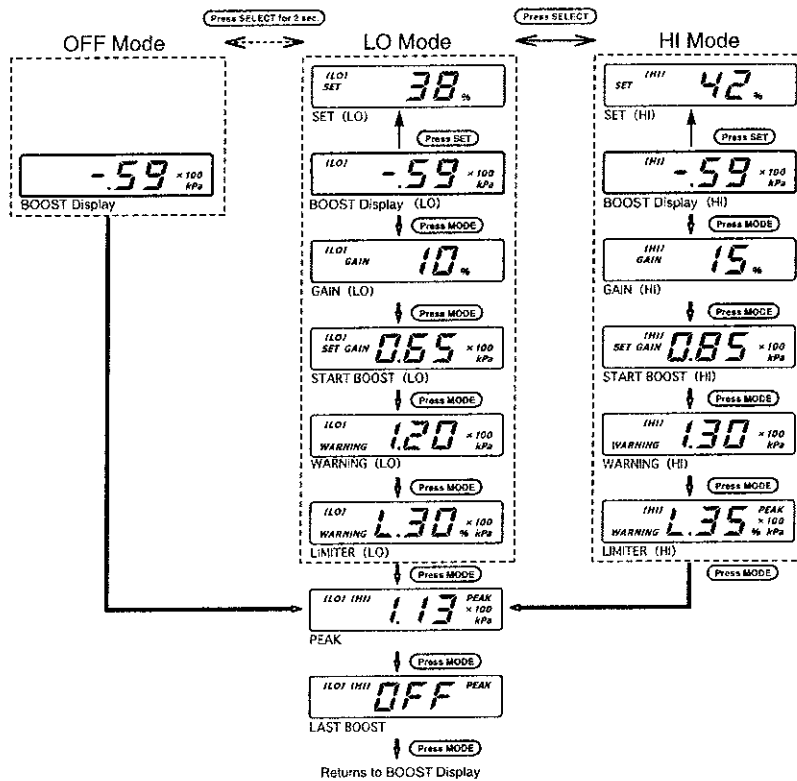 Press SELECT for 2 sec.
Press SELECT
OFF Mode
LO Mode
HI Mode
-.59 ×100 kPa
BOOST Display
[LO] SET 38 %
SET (LO)
Press SET
[LO] -.59 ×100 kPa
BOOST Display (LO)
Press MODE
[LO] GAIN 10 %
GAIN (LO)
Press MODE
[LO] SET GAIN 0.65 ×100 kPa
START BOOST (LO)
Press MODE
[LO] WARNING 1.20 ×100 kPa
WARNING (LO)
Press MODE
[LO] WARNING L.30 ×100 % kPa
LIMITER (LO)
Press MODE
SET [HI] 42 %
SET (HI)
Press SET
[HI] -.59 ×100 kPa
BOOST Display (HI)
Press MODE
[HI] GAIN 15 %
GAIN (HI)
Press MODE
[HI] SET GAIN 0.85 ×100 kPa
START BOOST (HI)
Press MODE
[HI] WARNING 1.30 ×100 kPa
WARNING (HI)
Press MODE
[HI] WARNING L.35 PEAK ×100 % kPa
LIMITER (HI)
Press MODE
[LO] [HI] 1.13 PEAK ×100 kPa
PEAK
Press MODE
[LO] [HI] OFF PEAK
LAST BOOST
Press MODE
Returns to BOOST Display